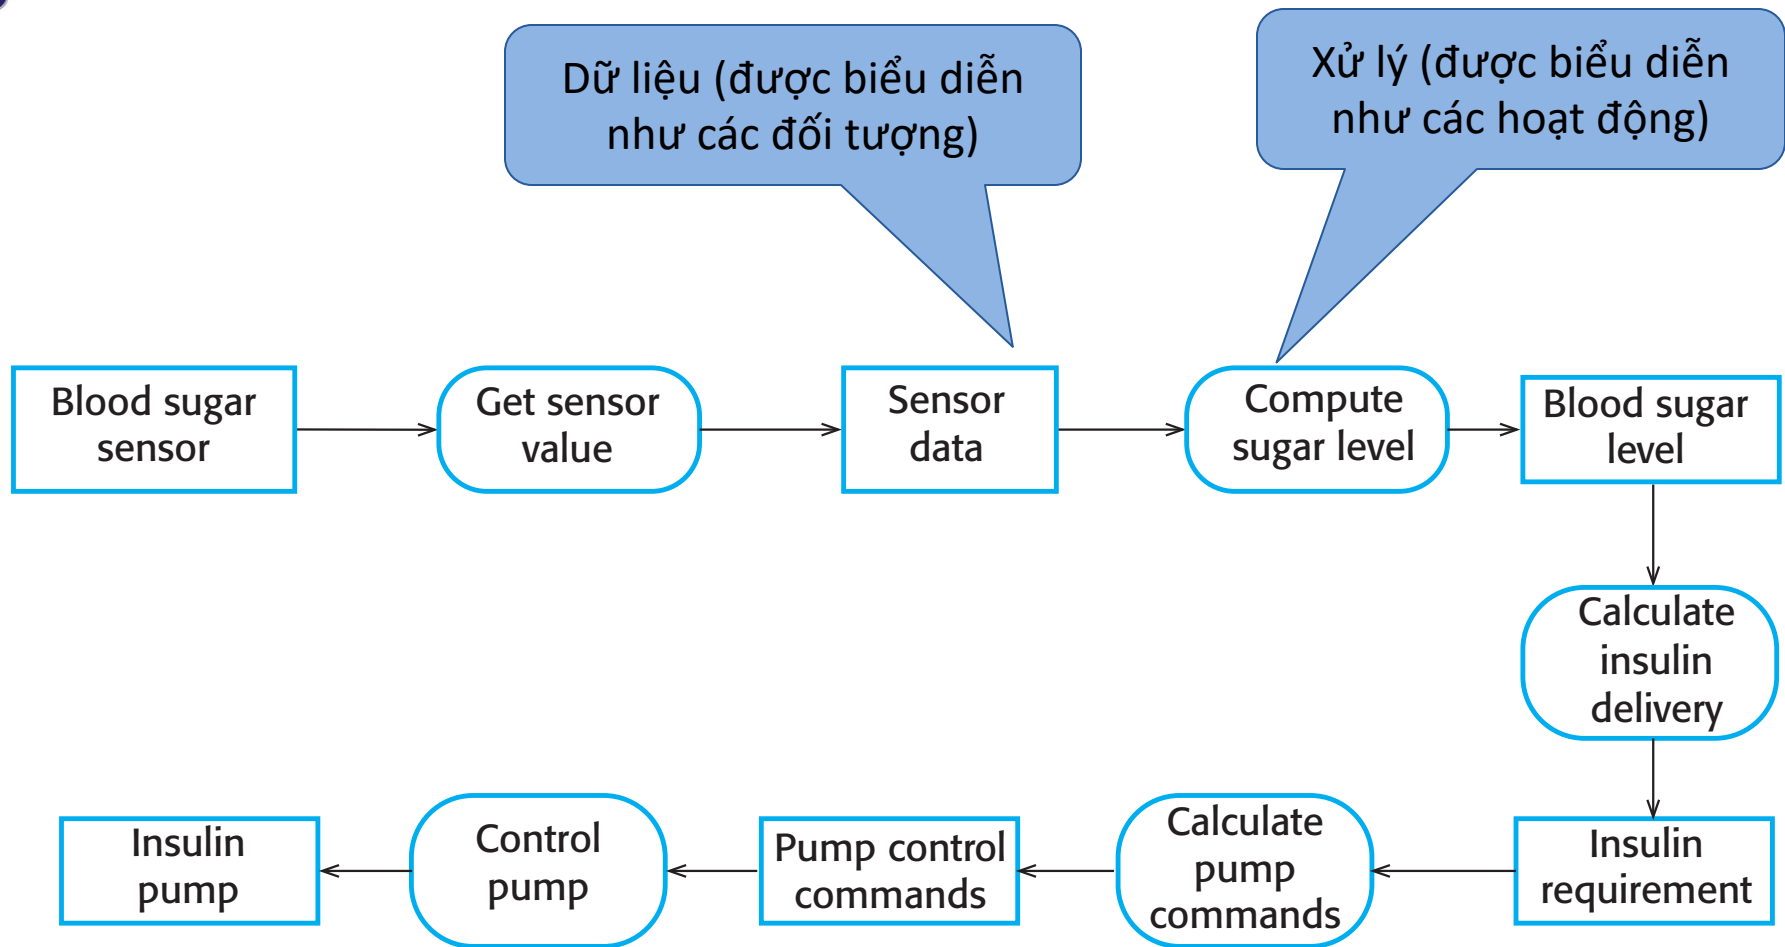 Dữ liệu (được biểu diễn
như các đối tượng)
Xử lý (được biểu diễn
như các hoạt động)
Blood sugar
sensor
Get sensor
value
Sensor
data
Compute
sugar level
Blood sugar
level
Calculate
insulin
delivery
Insulin
requirement
Calculate
pump
commands
Pump control
commands
Control
pump
Insulin
pump